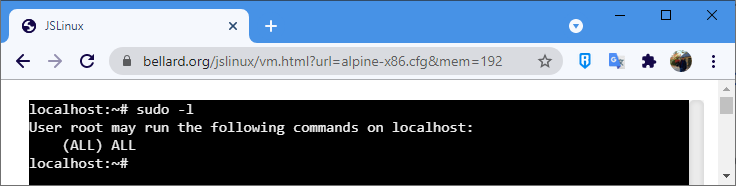 JSLinux
bellard.org/jslinux/vm.html?url=alpine-x86.cfg&mem=192
localhost:~# sudo -l
User root may run the following commands on localhost:
    (ALL) ALL
localhost:~#